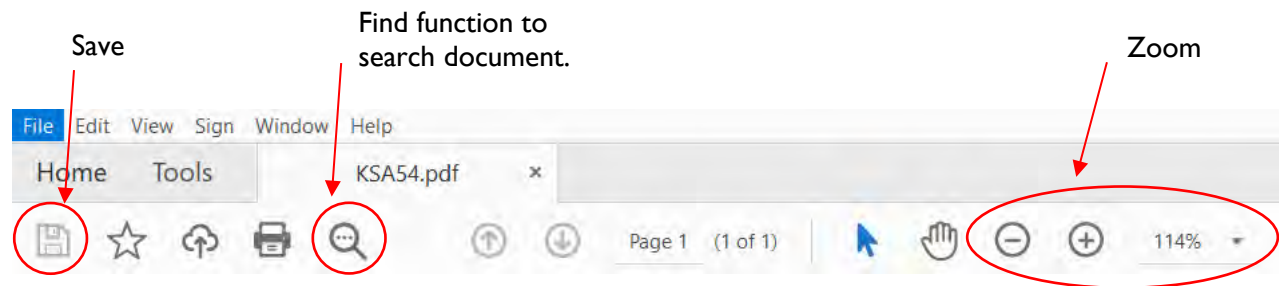 Save
Find function to
search document.
Zoom
File Edit View Sign Window Help
Home Tools KSA54.pdf ×
Page 1 (1 of 1) 114%